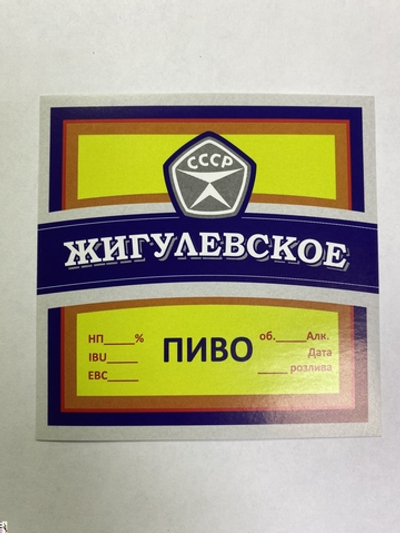 СССР
ЖИГУЛЕВСКОЕ
НП_____% ПИВО об._____Алк.
IBU_____ Дата
EBC_____ _____ розлива